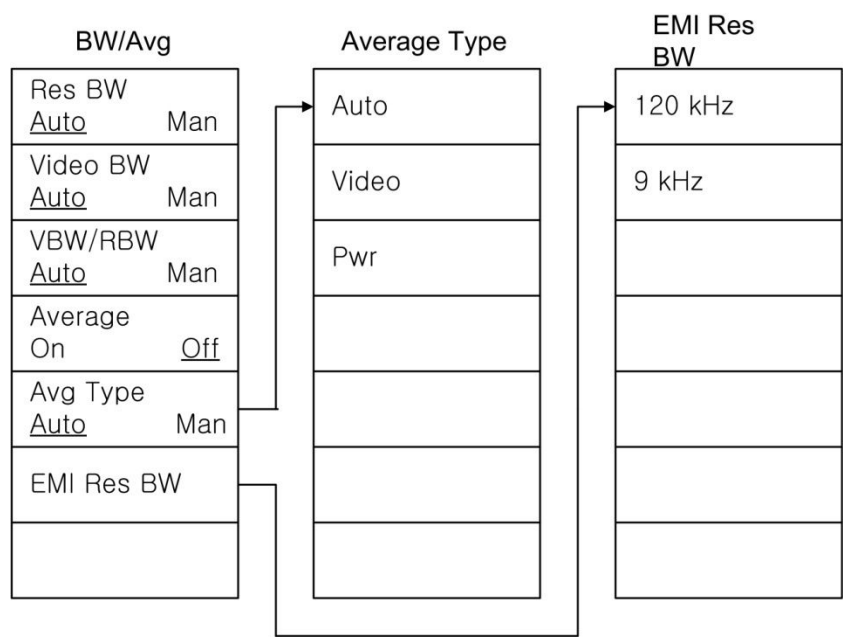 BW/Avg
Res BW
Auto Man
Video BW
Auto Man
VBW/RBW
Auto Man
Average
On Off
Avg Type
Auto Man
EMI Res BW
Average Type
Auto
Video
Pwr
EMI Res
BW
120 kHz
9 kHz